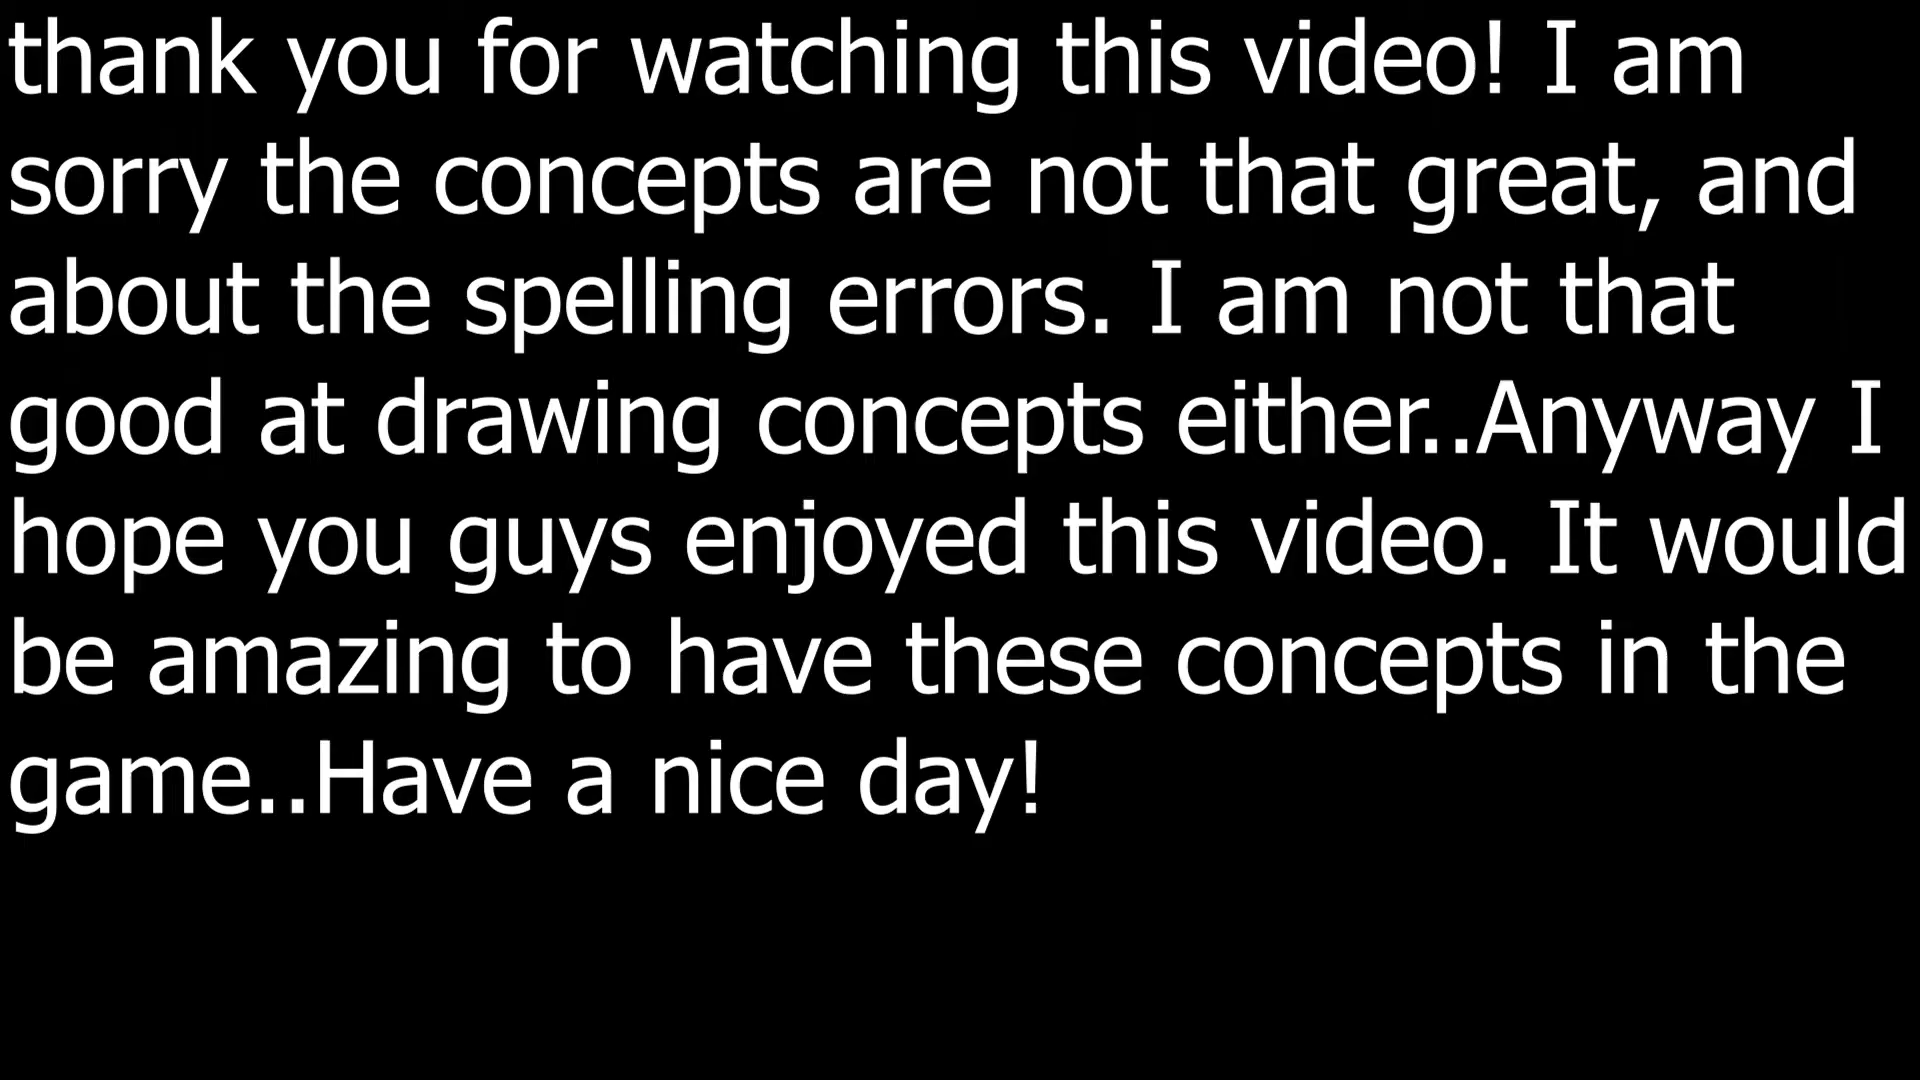 thank you for watching this video! I am
sorry the concepts are not that great, and
about the spelling errors. I am not that
good at drawing concepts either..Anyway I
hope you guys enjoyed this video. It would
be amazing to have these concepts in the
game..Have a nice day!